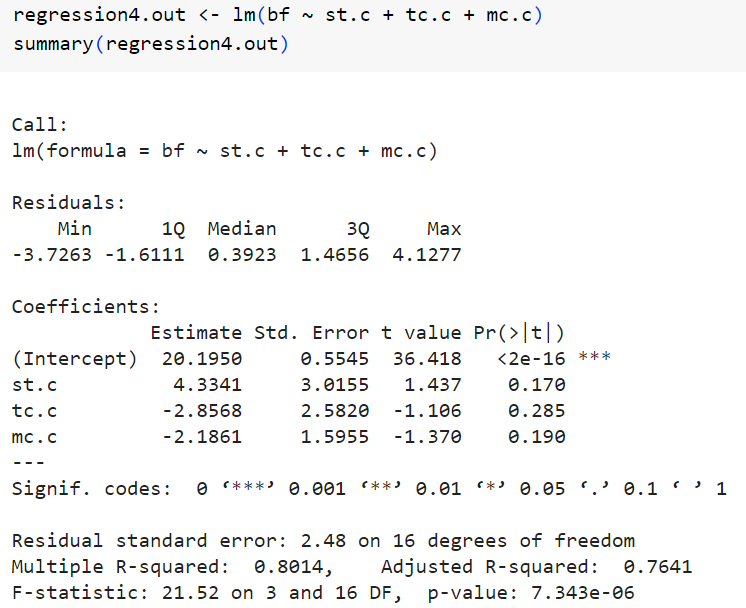 regression4.out <- lm(bf ~ st.c + tc.c + mc.c)
summary(regression4.out)
Call:
lm(formula = bf ~ st.c + tc.c + mc.c)
Residuals:
    Min      1Q  Median      3Q     Max
-3.7263 -1.6111  0.3923  1.4656  4.1277
Coefficients:
            Estimate Std. Error t value Pr(>|t|)
(Intercept)  20.1950     0.5545  36.418   <2e-16 ***
st.c          4.3341     3.0155   1.437    0.170
tc.c         -2.8568     2.5820  -1.106    0.285
mc.c         -2.1861     1.5955  -1.370    0.190
---
Signif. codes:  0 ‘***’ 0.001 ‘**’ 0.01 ‘*’ 0.05 ‘.’ 0.1 ‘ ’ 1
Residual standard error: 2.48 on 16 degrees of freedom
Multiple R-squared:  0.8014,    Adjusted R-squared:  0.7641
F-statistic: 21.52 on 3 and 16 DF,  p-value: 7.343e-06